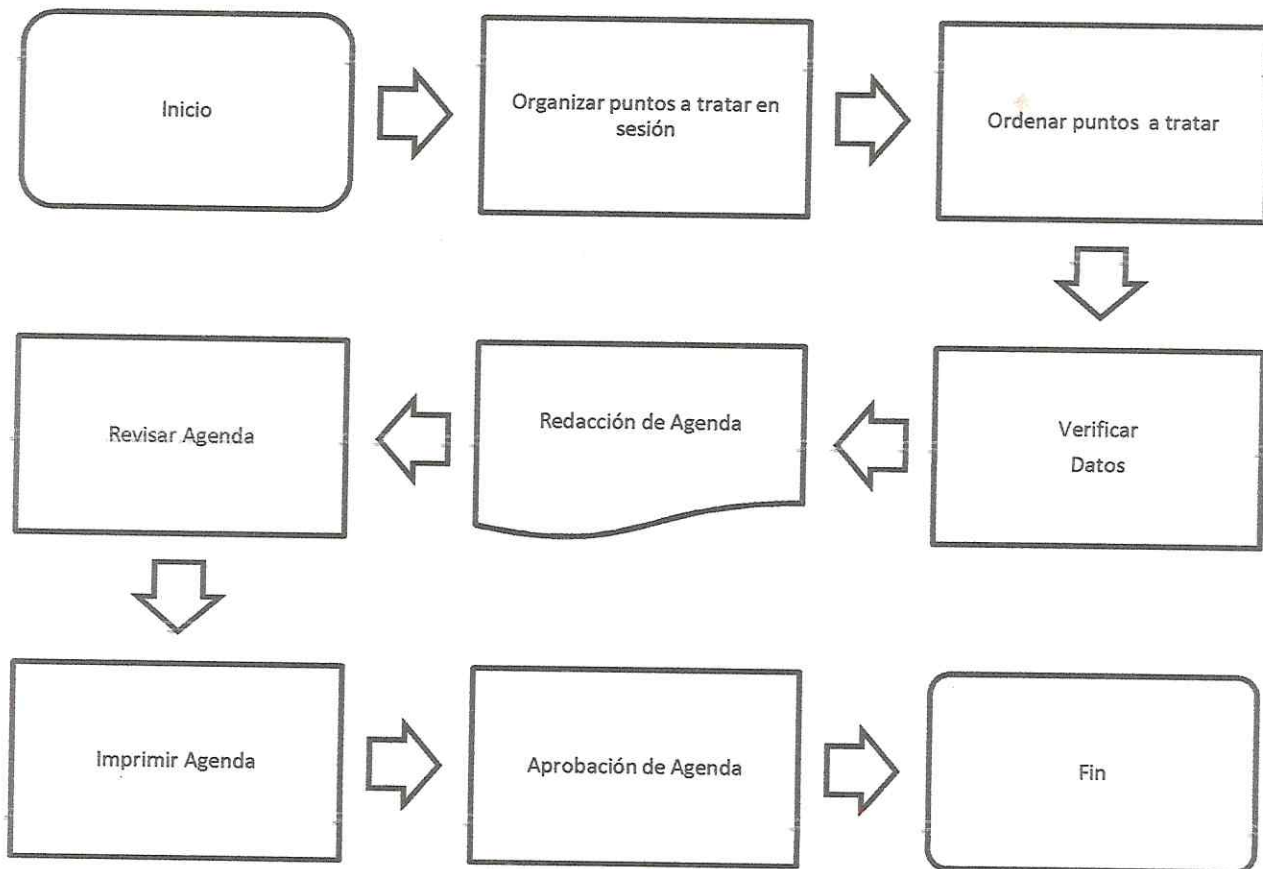 Inicio
Organizar puntos a tratar en
sesión
Ordenar puntos a tratar
Verificar
Datos
Redacción de Agenda
Revisar Agenda
Imprimir Agenda
Aprobación de Agenda
Fin